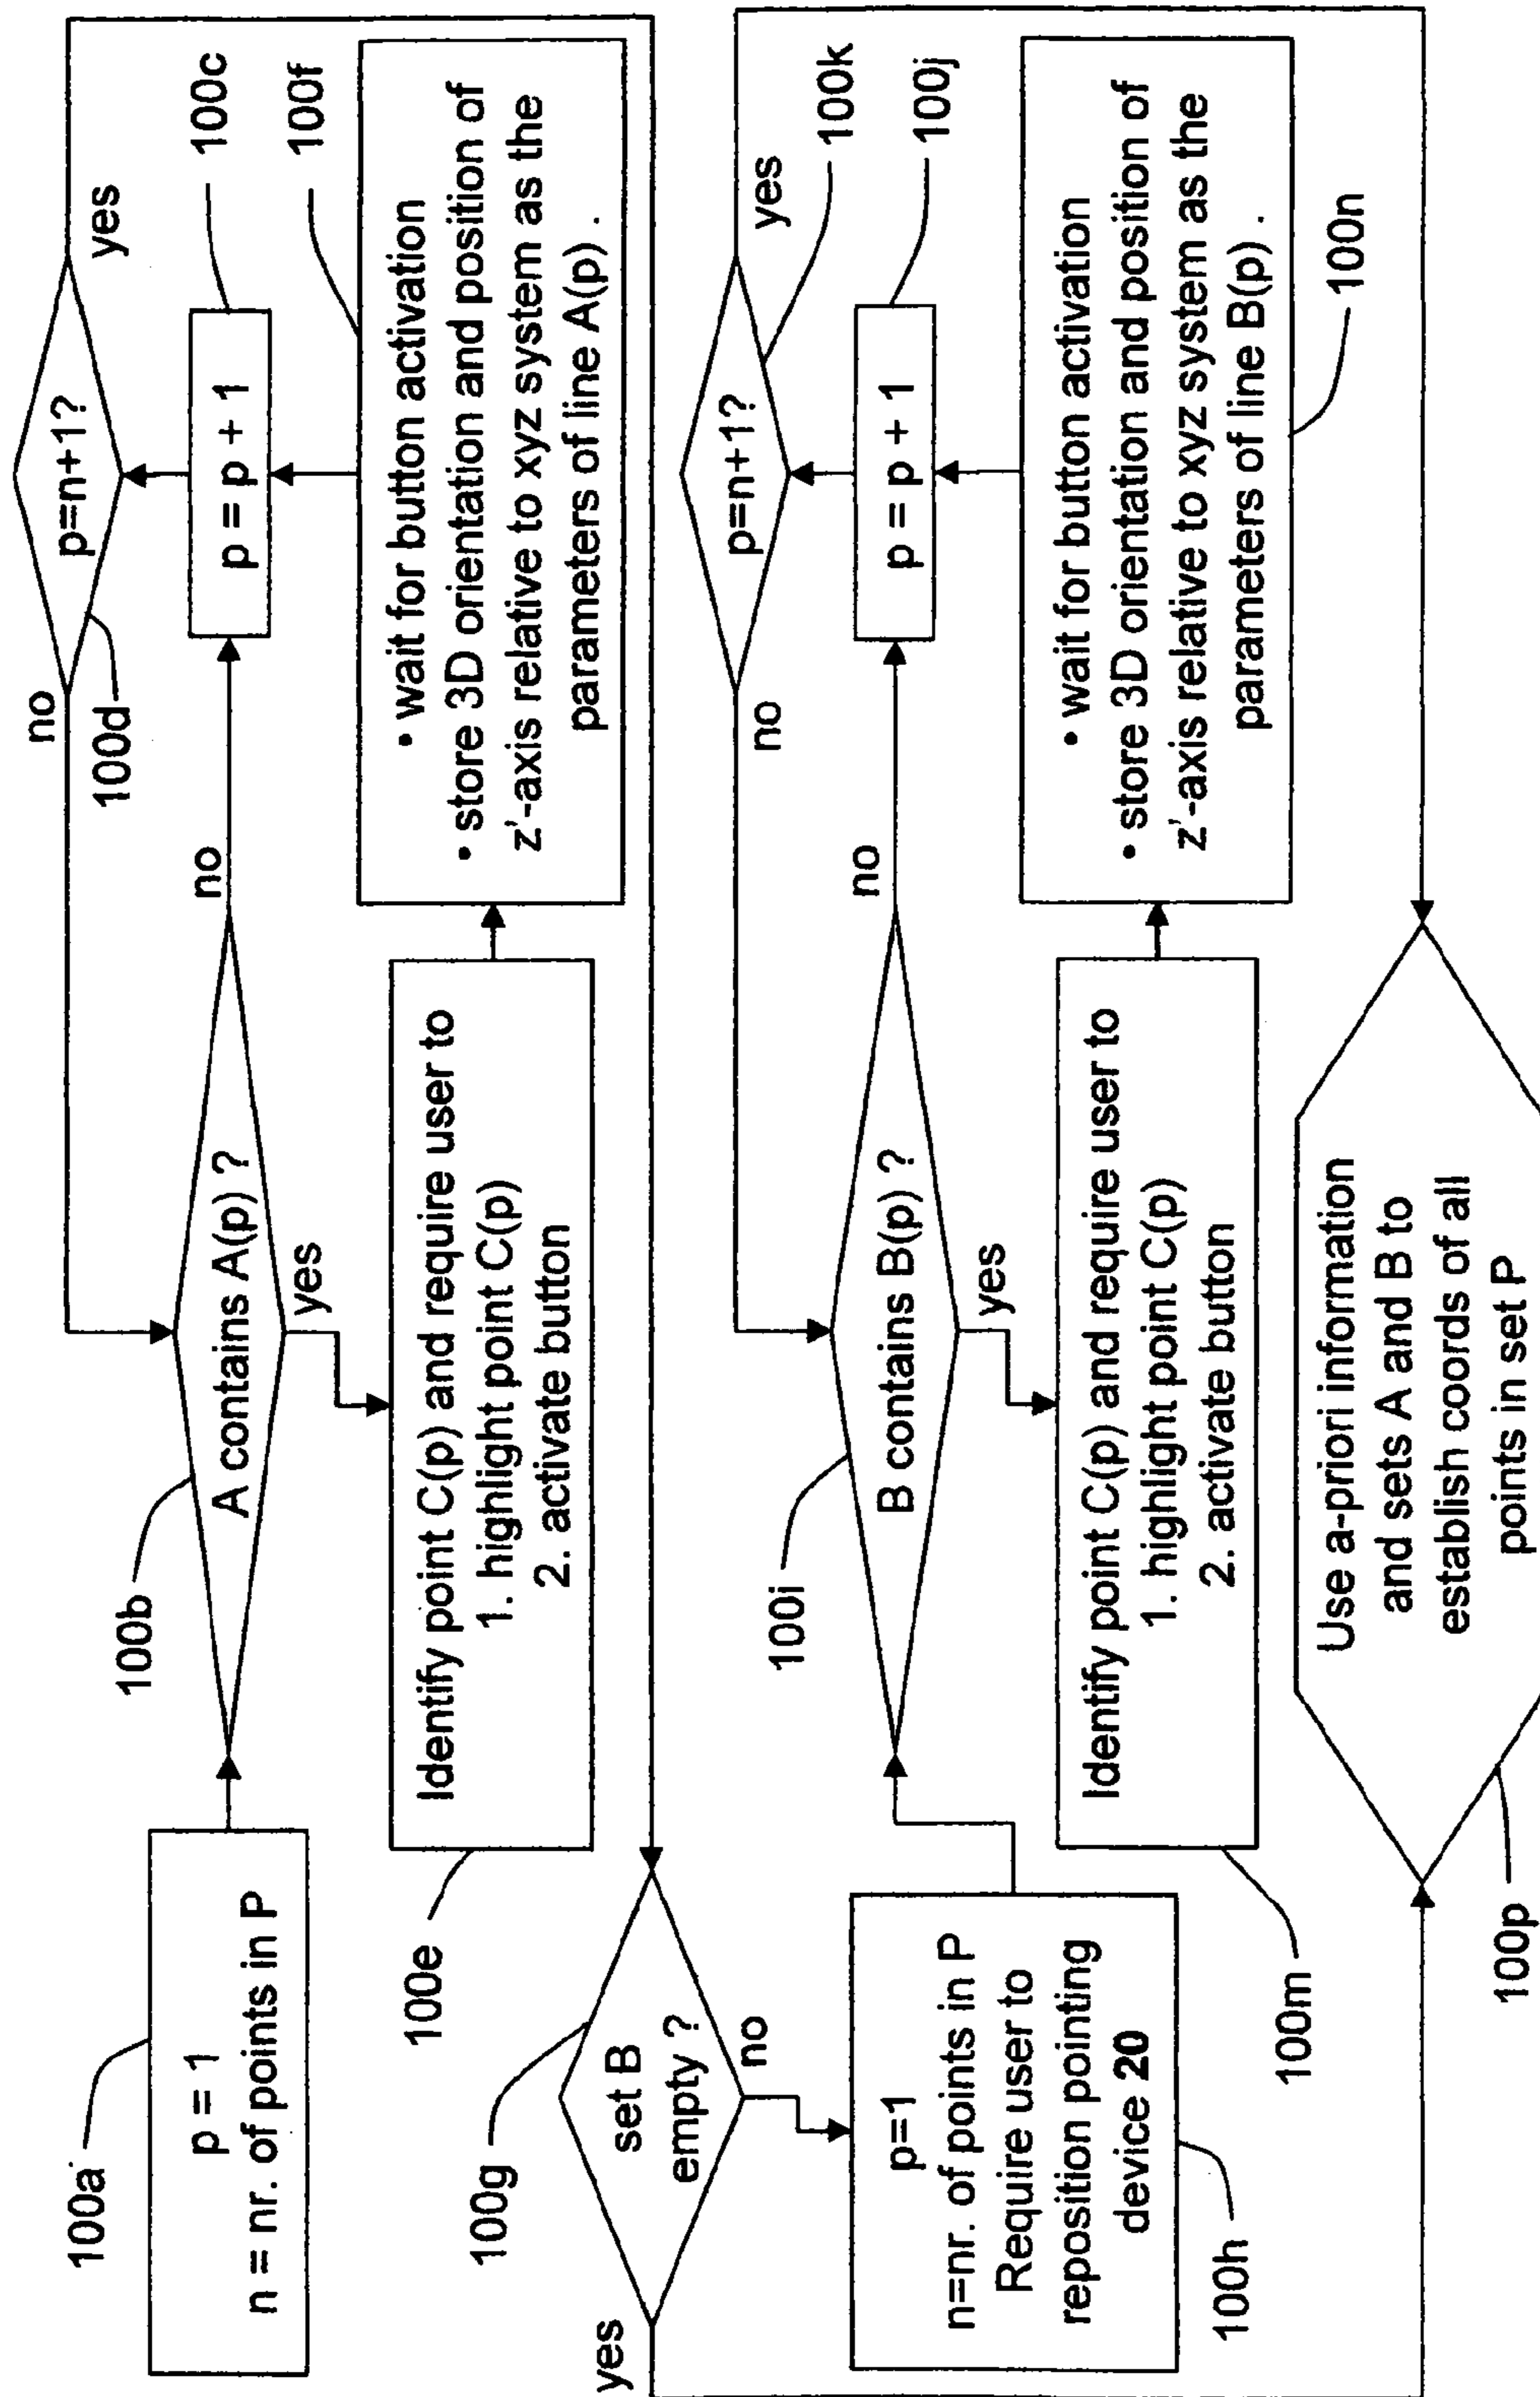 100a
p = 1
n = nr. of points in P
100b
A contains A(p) ?
no
yes
p = p + 1
100c
p=n+1?
no
yes
100d
100e
Identify point C(p) and require user to
1. highlight point C(p)
2. activate button
100f
• wait for button activation
• store 3D orientation and position of
z'-axis relative to xyz system as the
parameters of line A(p) .
100g
set B
empty ?
yes
no
p=1
n=nr. of points in P
Require user to
reposition pointing
device 20
100h
100i
B contains B(p) ?
no
yes
p = p + 1
100j
p=n+1?
no
yes
100k
Identify point C(p) and require user to
1. highlight point C(p)
2. activate button
100m
• wait for button activation
• store 3D orientation and position of
z'-axis relative to xyz system as the
parameters of line B(p) .
100n
Use a-priori information
and sets A and B to
establish coords of all
points in set P
100p